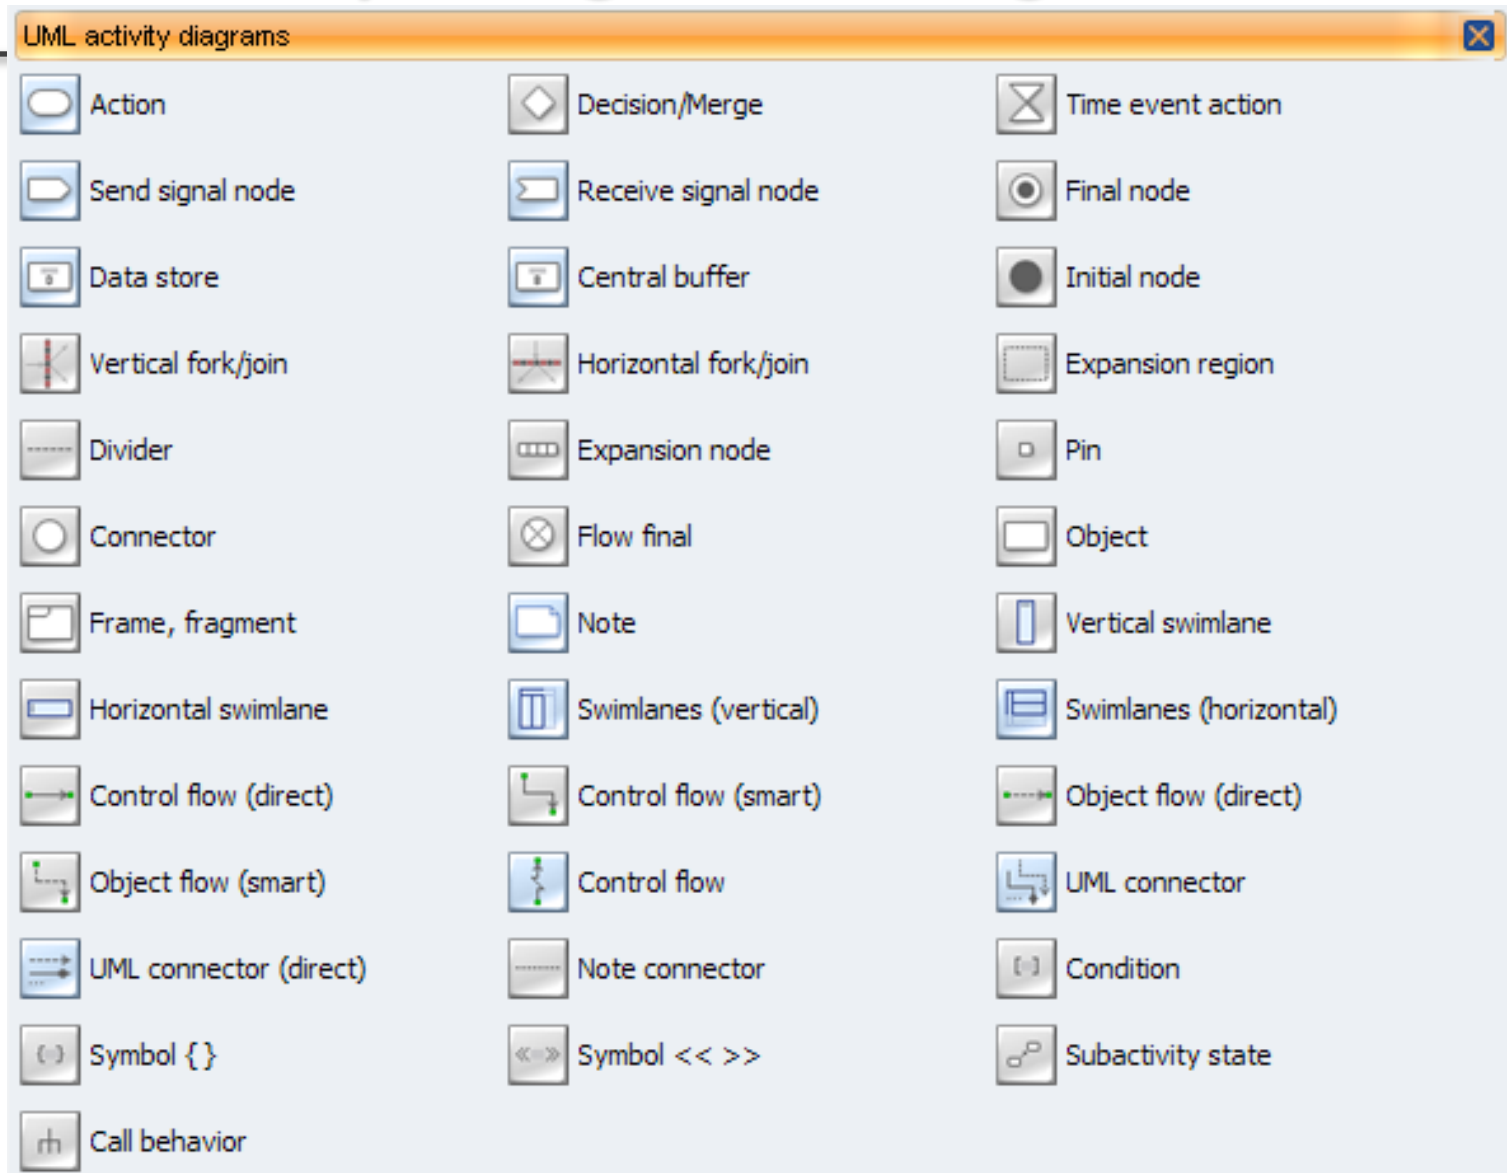 UML activity diagrams
Action
Decision/Merge
Time event action
Send signal node
Receive signal node
Final node
Data store
Central buffer
Initial node
Vertical fork/join
Horizontal fork/join
Expansion region
Divider
Expansion node
Pin
Connector
Flow final
Object
Frame, fragment
Note
Vertical swimlane
Horizontal swimlane
Swimlanes (vertical)
Swimlanes (horizontal)
Control flow (direct)
Control flow (smart)
Object flow (direct)
Object flow (smart)
Control flow
UML connector
UML connector (direct)
Note connector
Condition
Symbol {}
Symbol << >>
Subactivity state
Call behavior